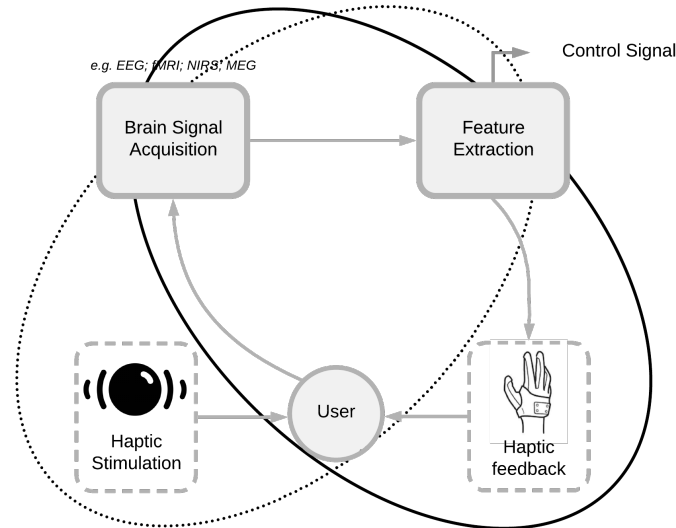 Control Signal
e.g. EEG; fMRI; NIRS; MEG
Brain Signal
Acquisition
Feature
Extraction
User
Haptic
Stimulation
Haptic
feedback